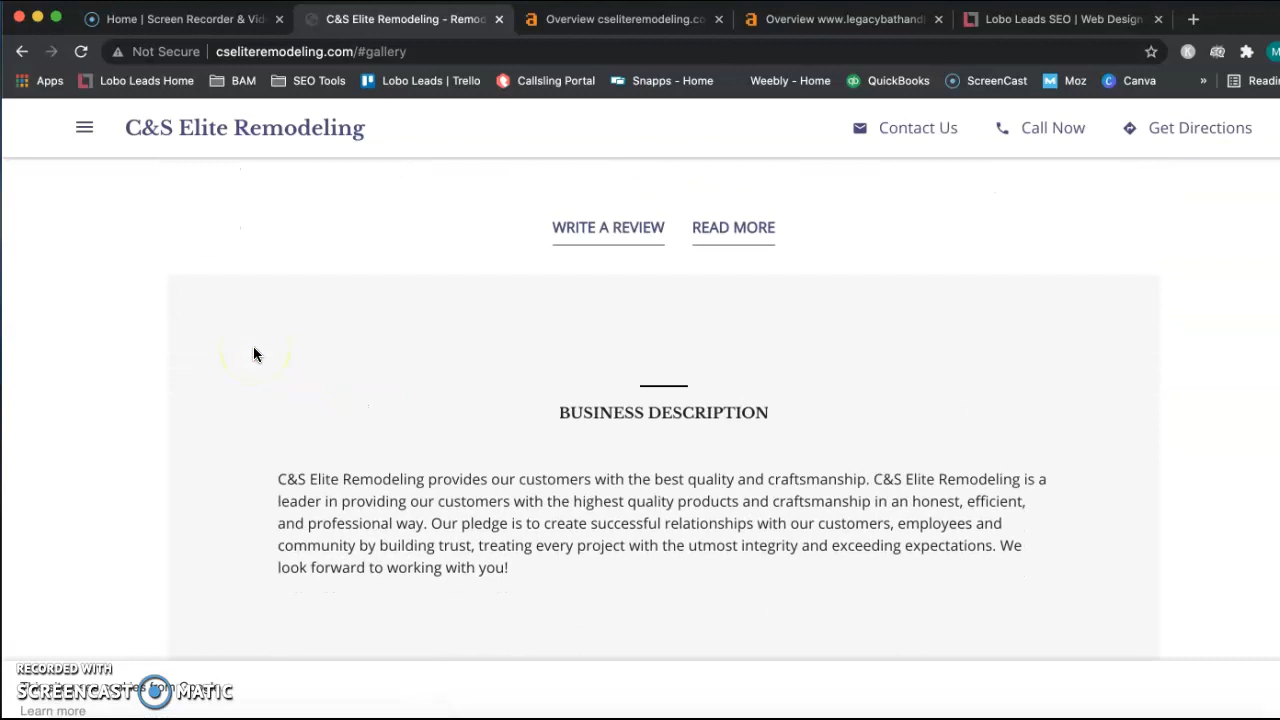 Home | Screen Recorder & Vid
C&S Elite Remodeling - Remod
Overview cseliteremodeling.co
Overview www.legacybathandl
Lobo Leads SEO | Web Design
Not Secure
cseliteremodeling.com/#gallery
Apps
Lobo Leads Home
BAM
SEO Tools
Lobo Leads | Trello
Callsling Portal
Snapps - Home
Weebly - Home
QuickBooks
ScreenCast
Moz
Canva
»
Readin
C&S Elite Remodeling
Contact Us
Call Now
Get Directions
WRITE A REVIEW
READ MORE
BUSINESS DESCRIPTION
C&S Elite Remodeling provides our customers with the best quality and craftsmanship. C&S Elite Remodeling is a
leader in providing our customers with the highest quality products and craftsmanship in an honest, efficient,
and professional way. Our pledge is to create successful relationships with our customers, employees and
community by building trust, treating every project with the utmost integrity and exceeding expectations. We
look forward to working with you!
RECORDED WITH
SCREENCAST MATIC
Learn more